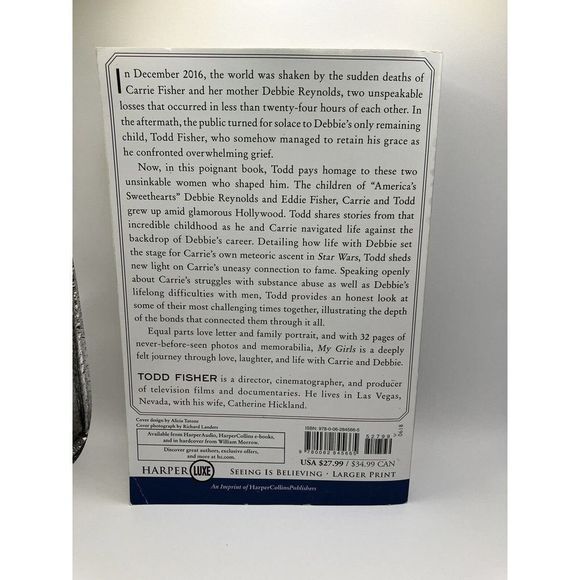 In December 2016, the world was shaken by the sudden deaths of
Carrie Fisher and her mother Debbie Reynolds, two unspeakable
losses that occurred in less than twenty-four hours of each other. In
the aftermath, the public turned for solace to Debbie's only remaining
child, Todd Fisher, who somehow managed to retain his grace as
he confronted overwhelming grief.
Now, in this poignant book, Todd pays homage to these two
unsinkable women who shaped him. The children of "America's
Sweethearts" Debbie Reynolds and Eddie Fisher, Carrie and Todd
grew up amid glamorous Hollywood. Todd shares stories from that
incredible childhood as he and Carrie navigated life against the
backdrop of Debbie's career. Detailing how life with Debbie set
the stage for Carrie's own meteoric ascent in Star Wars, Todd sheds
new light on Carrie's uneasy connection to fame. Speaking openly
about Carrie's struggles with substance abuse as well as Debbie's
lifelong difficulties with men, Todd provides an honest look at
some of their most challenging times together, illustrating the depth
of the bonds that connected them through it all.
Equal parts love letter and family portrait, and with 32 pages of
never-before-seen photos and memorabilia, My Girls is a deeply
felt journey through love, laughter, and life with Carrie and Debbie.
TODD FISHER is a director, cinematographer, and producer
of television films and documentaries. He lives in Las Vegas,
Nevada, with his wife, Catherine Hickland.
Cover design by Alicia Tatone
Cover photograph by Richard Landers
Available from HarperAudio, HarperCollins e-books,
and in hardcover from William Morrow.
Discover great authors, exclusive offers,
and more at hc.com.
ISBN: 978-0-06-284566-5
52799
9 780062 845665
USA $27.99 / $34.99 CAN
HARPER LUXE
SEEING IS BELIEVING · LARGER PRINT
An Imprint of HarperCollinsPublishers